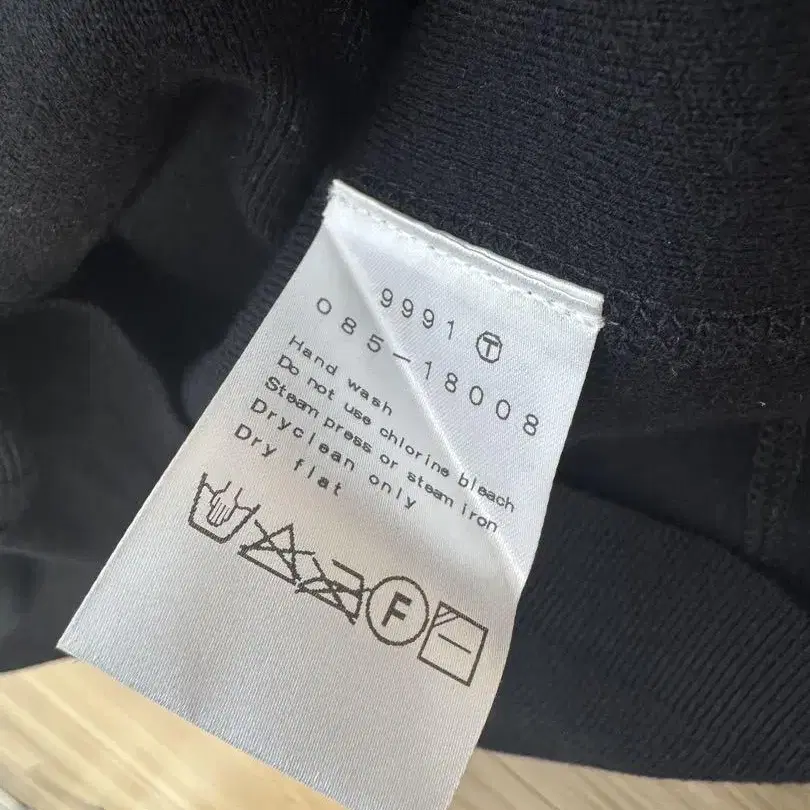 9991 Ⓣ
085-18008
Hand wash
Do not use chlorine bleach
Steam press or steam iron
Dryclean only
Dry flat
F